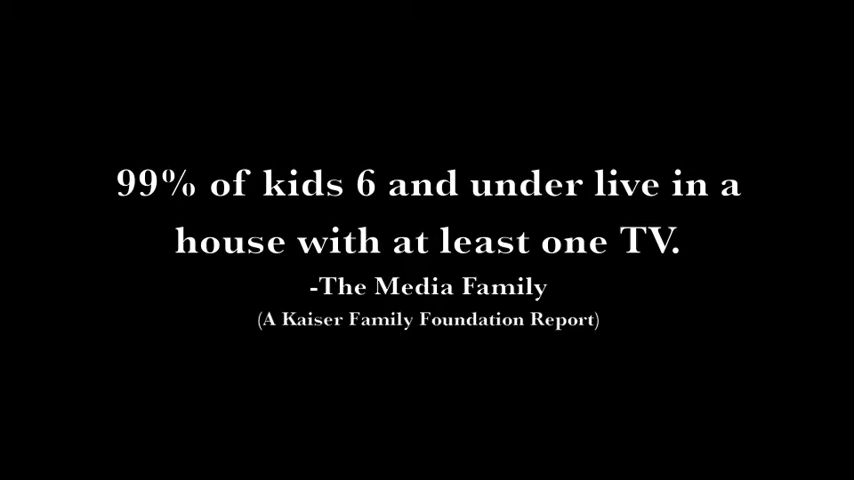 99% of kids 6 and under live in a
house with at least one TV.
-The Media Family
(A Kaiser Family Foundation Report)